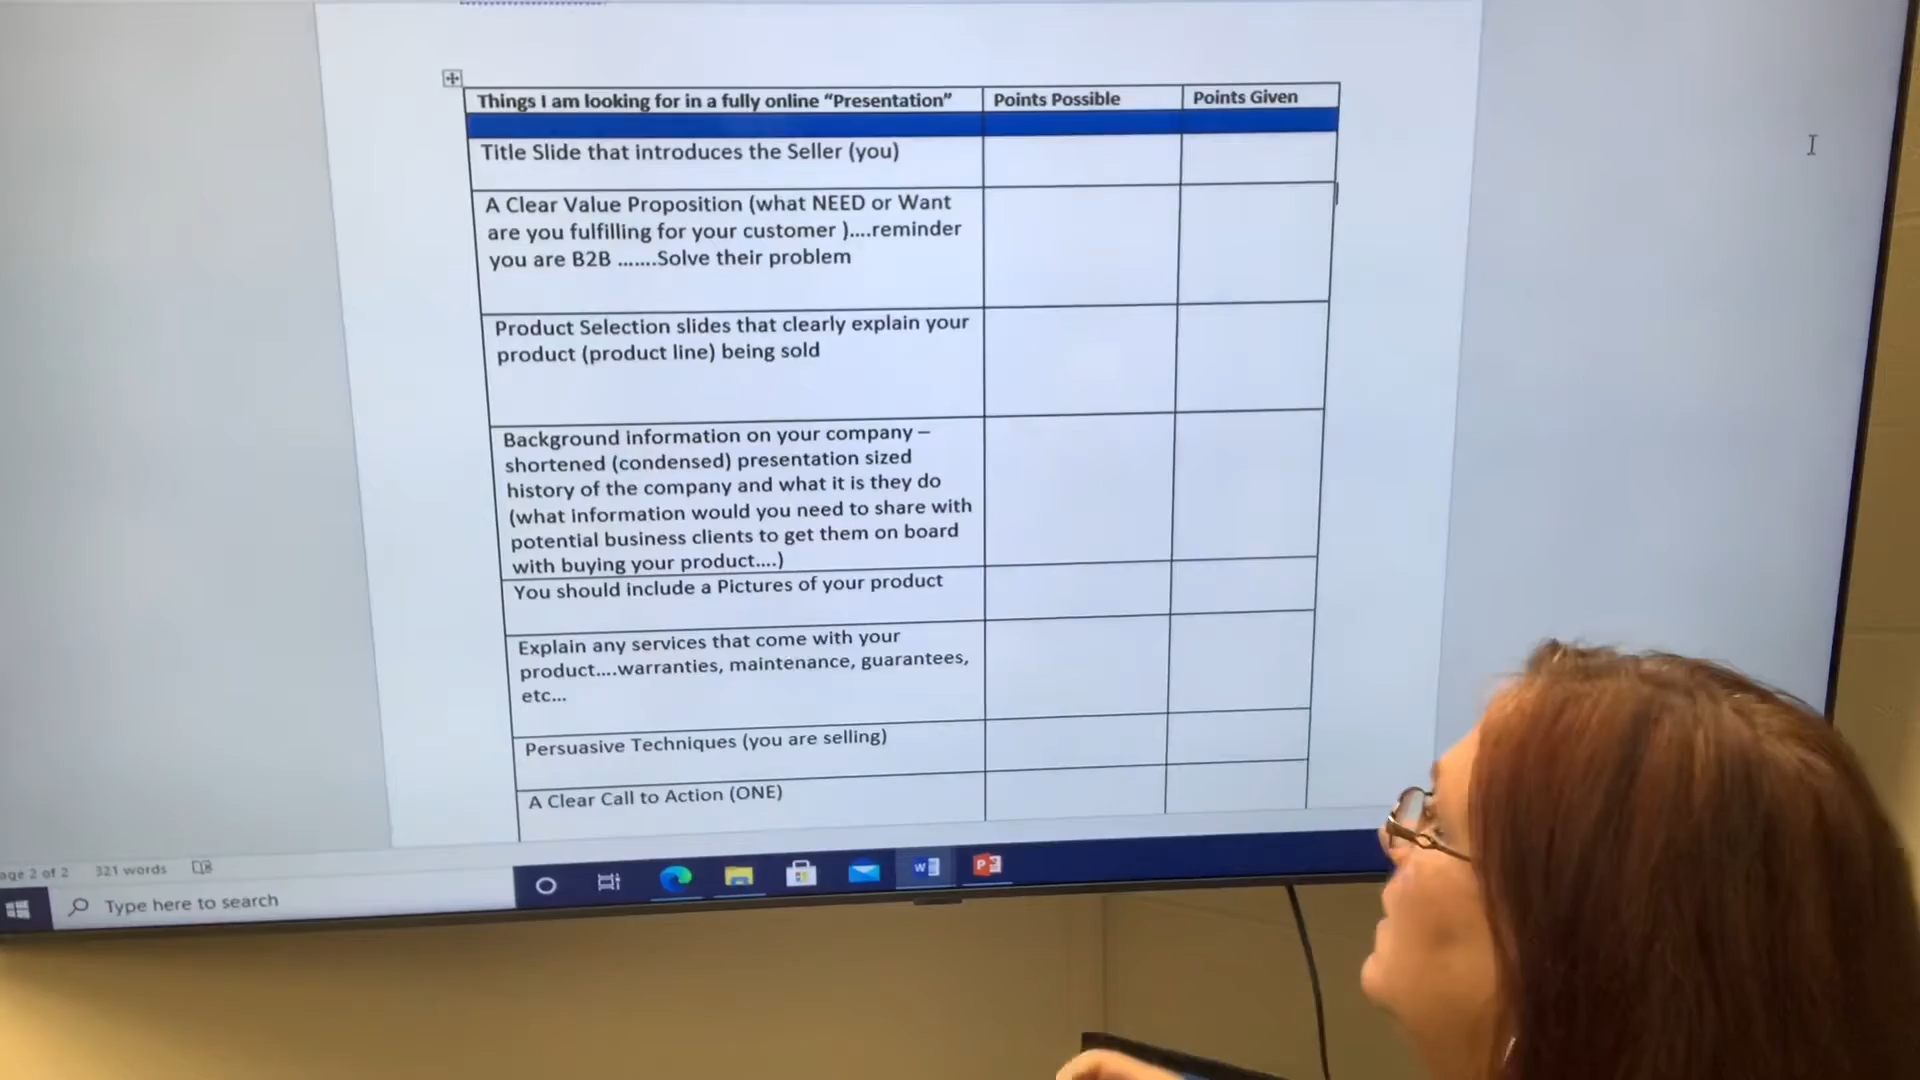 Things I am looking for in a fully online “Presentation” Points Possible Points Given
Title Slide that introduces the Seller (you)
A Clear Value Proposition (what NEED or Want
are you fulfilling for your customer )....reminder
you are B2B .......Solve their problem
Product Selection slides that clearly explain your
product (product line) being sold
Background information on your company –
shortened (condensed) presentation sized
history of the company and what it is they do
(what information would you need to share with
potential business clients to get them on board
with buying your product....)
You should include a Pictures of your product
Explain any services that come with your
product....warranties, maintenance, guarantees,
etc...
Persuasive Techniques (you are selling)
A Clear Call to Action (ONE)
age 2 of 2 321 words
Type here to search
W
P